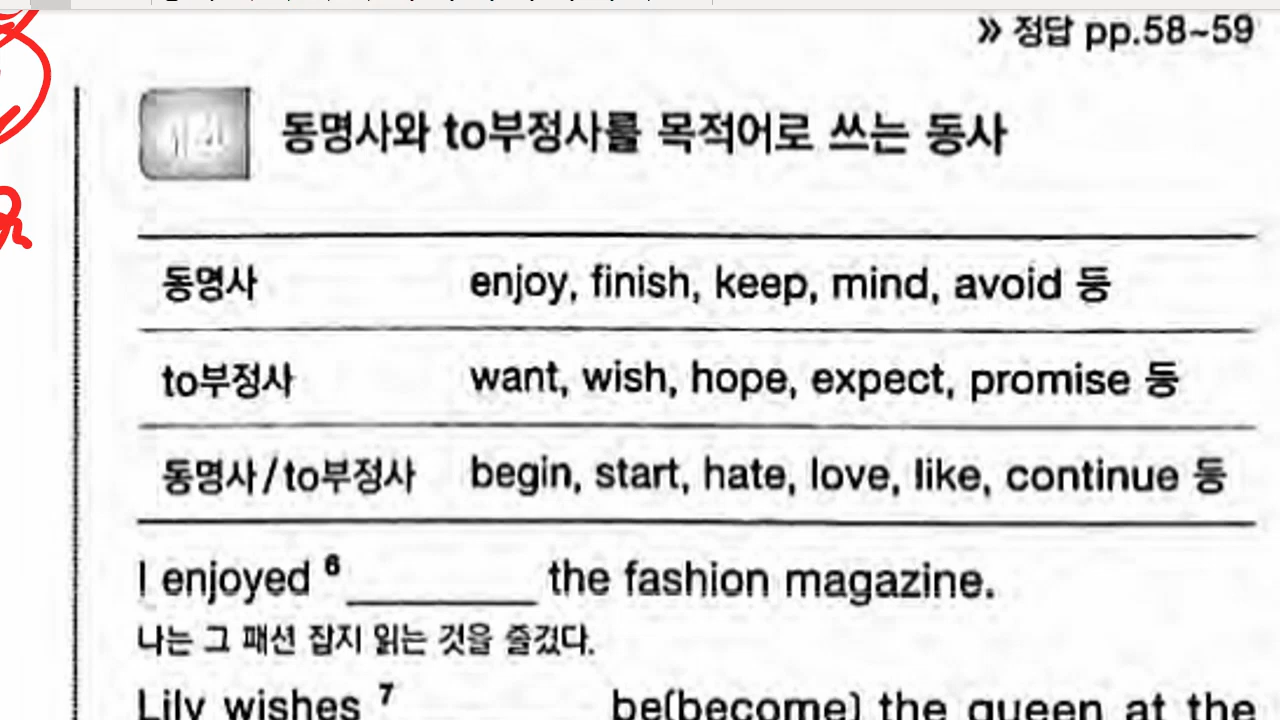 » 정답 pp.58~59
동명사와 to부정사를 목적어로 쓰는 동사
동명사 enjoy, finish, keep, mind, avoid 등
to부정사 want, wish, hope, expect, promise 등
동명사/to부정사 begin, start, hate, love, like, continue 등
I enjoyed 6 ________ the fashion magazine.
나는 그 패션 잡지 읽는 것을 즐겼다.
Lily wishes 7 ________ be(become) the queen at the